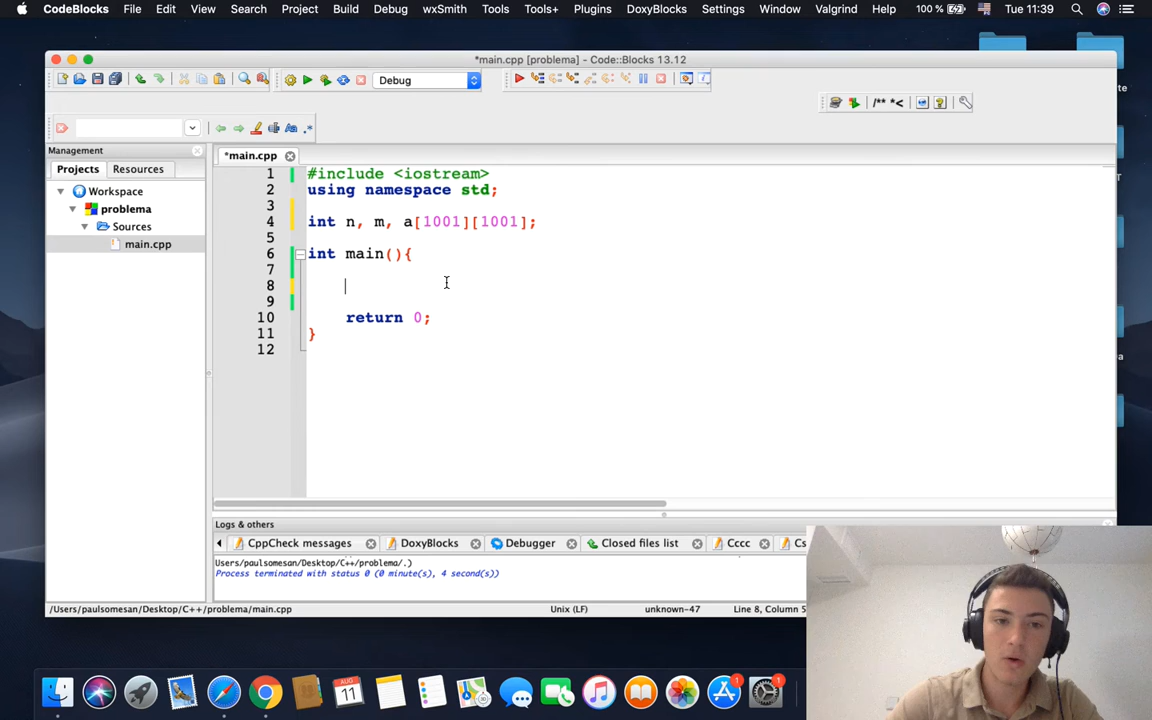 CodeBlocks File Edit View Search Project Build Debug wxSmith Tools Tools+ Plugins DoxyBlocks Settings Window Valgrind Help 100 % Tue 11:39
*main.cpp [problema] - Code::Blocks 13.12
Debug
/** *<
Management
*main.cpp
Projects Resources
Workspace
problema
Sources
main.cpp
1 #include <iostream>
2 using namespace std;
3
4 int n, m, a[1001][1001];
5
6 int main(){
7
8
9
10 return 0;
11 }
12
Logs & others
CppCheck messages DoxyBlocks Debugger Closed files list Cccc Cs
Users/paulsomesan/Desktop/C++/problema/.)
Process terminated with status 0 (0 minute(s), 4 second(s))
/Users/paulsomesan/Desktop/C++/problema/main.cpp Unix (LF) unknown-47 Line 8, Column 5
AUG
11
1
1